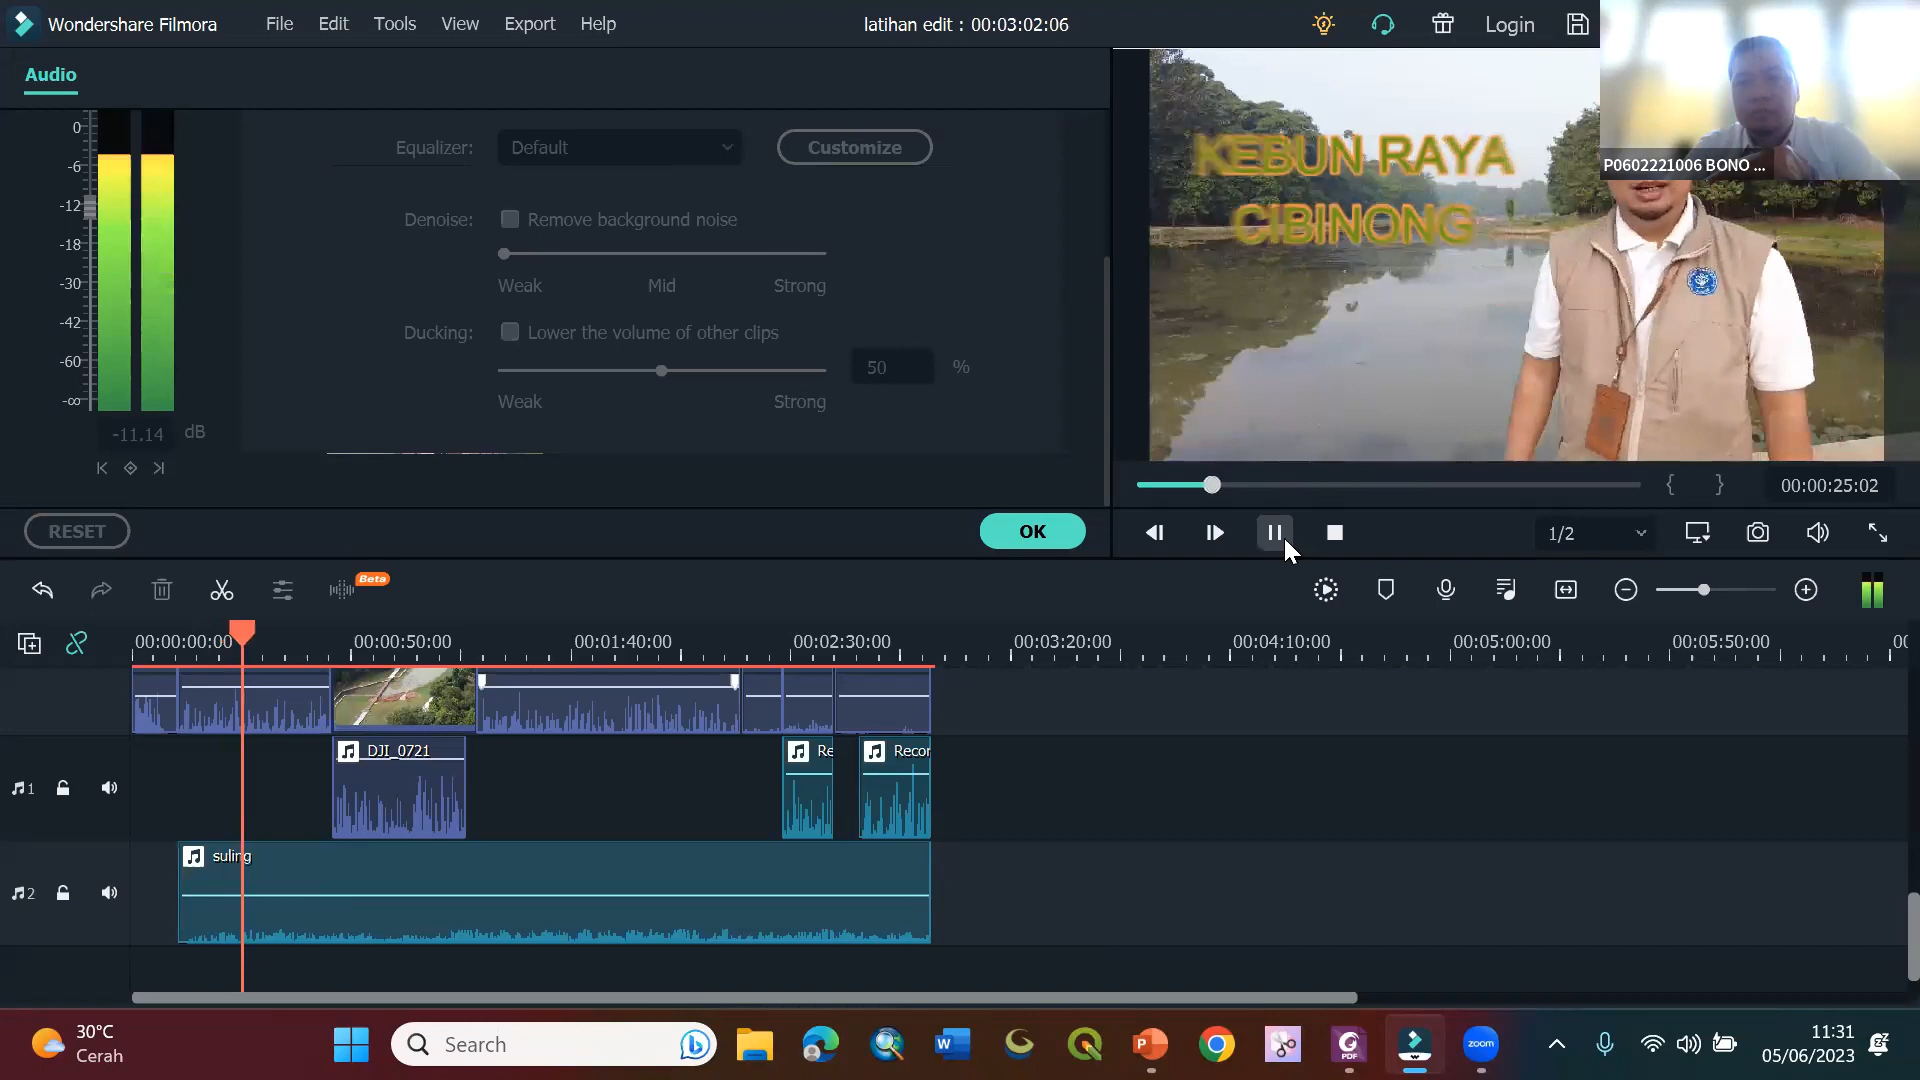 Wondershare Filmora
File Edit Tools View Export Help
latihan edit : 00:03:02:06
Login
Audio
P0602221006 BONO ...
KEBUN RAYA
CIBINONG
0
-6
-12
-18
-30
-42
-60
-∞
-11.14 dB
Equalizer: Default Customize
Denoise: Remove background noise
Weak Mid Strong
Ducking: Lower the volume of other clips
50 %
Weak Strong
RESET
OK
00:00:25:02
1/2
Beta
00:00:00:00 00:00:50:00 00:01:40:00 00:02:30:00 00:03:20:00 00:04:10:00 00:05:00:00 00:05:50:00 00
DJI_0721
Re
Recor
1
suling
2
30°C
Cerah
Search
W
P
PDF
zoom
11:31
05/06/2023